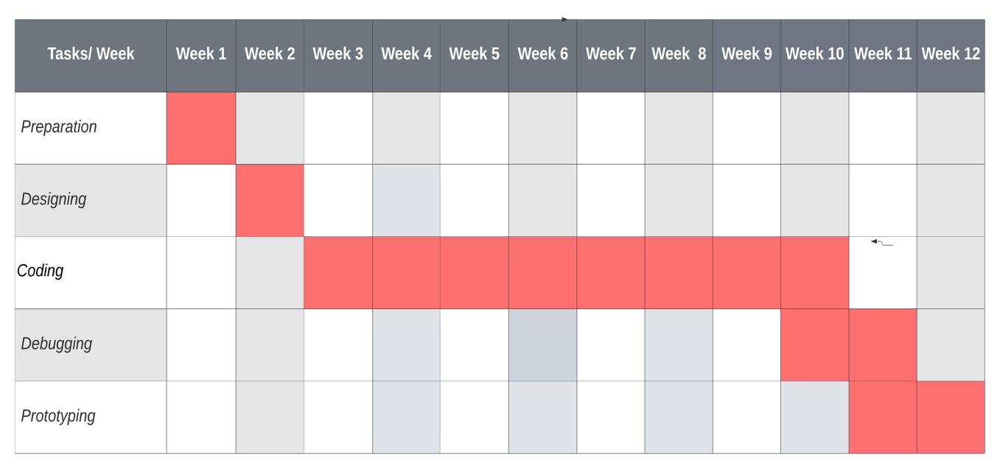 Tasks/ Week Week 1 Week 2 Week 3 Week 4 Week 5 Week 6 Week 7 Week  8 Week 9 Week 10 Week 11 Week 12
Preparation
Designing
Coding
Debugging
Prototyping